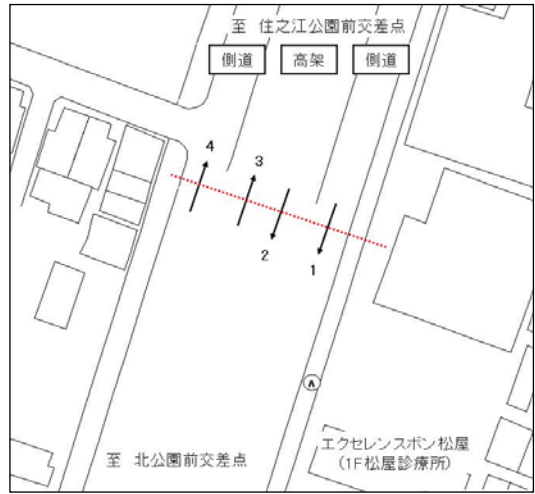 至 住之江公園前交差点
側道 高架 側道
4
3
2
1
A
エクセレンスボン松屋
(1F松屋診療所)
至 北公園前交差点